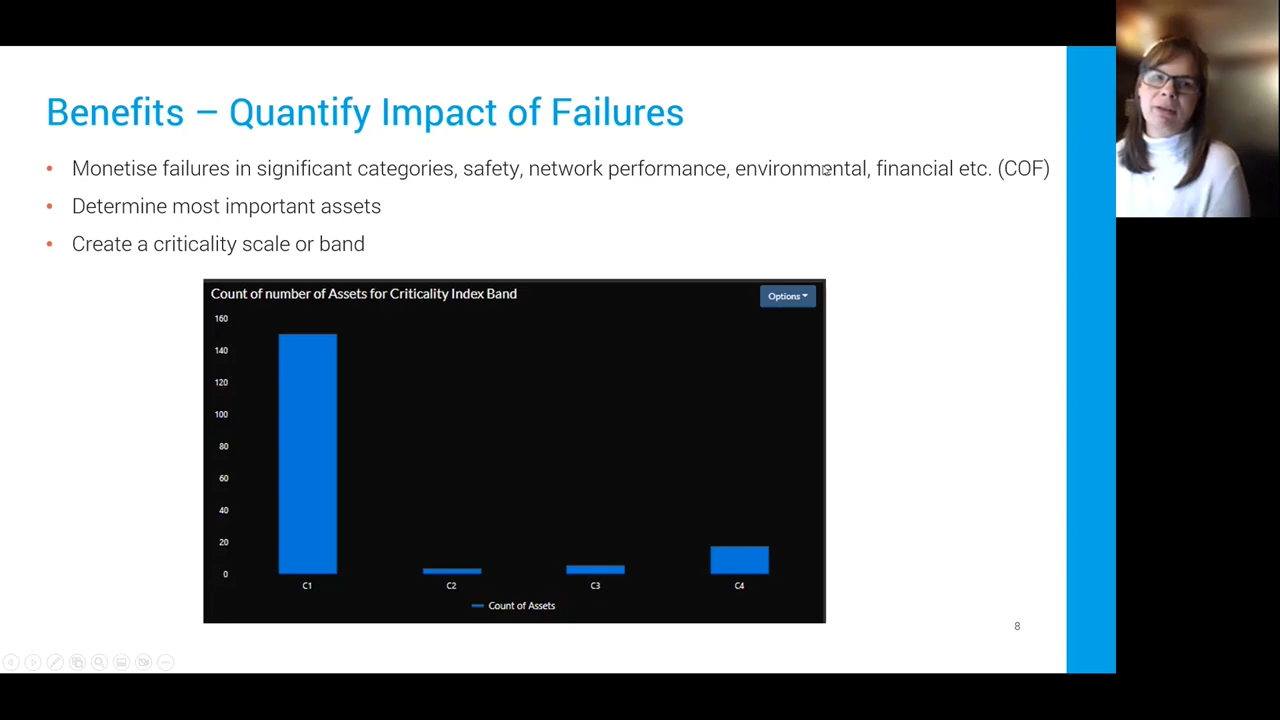 Benefits – Quantify Impact of Failures
• Monetise failures in significant categories, safety, network performance, environmental, financial etc. (COF)
• Determine most important assets
• Create a criticality scale or band
Count of number of Assets for Criticality Index Band
Options
160
140
120
100
80
60
40
20
0
C1 C2 C3 C4
Count of Assets
8